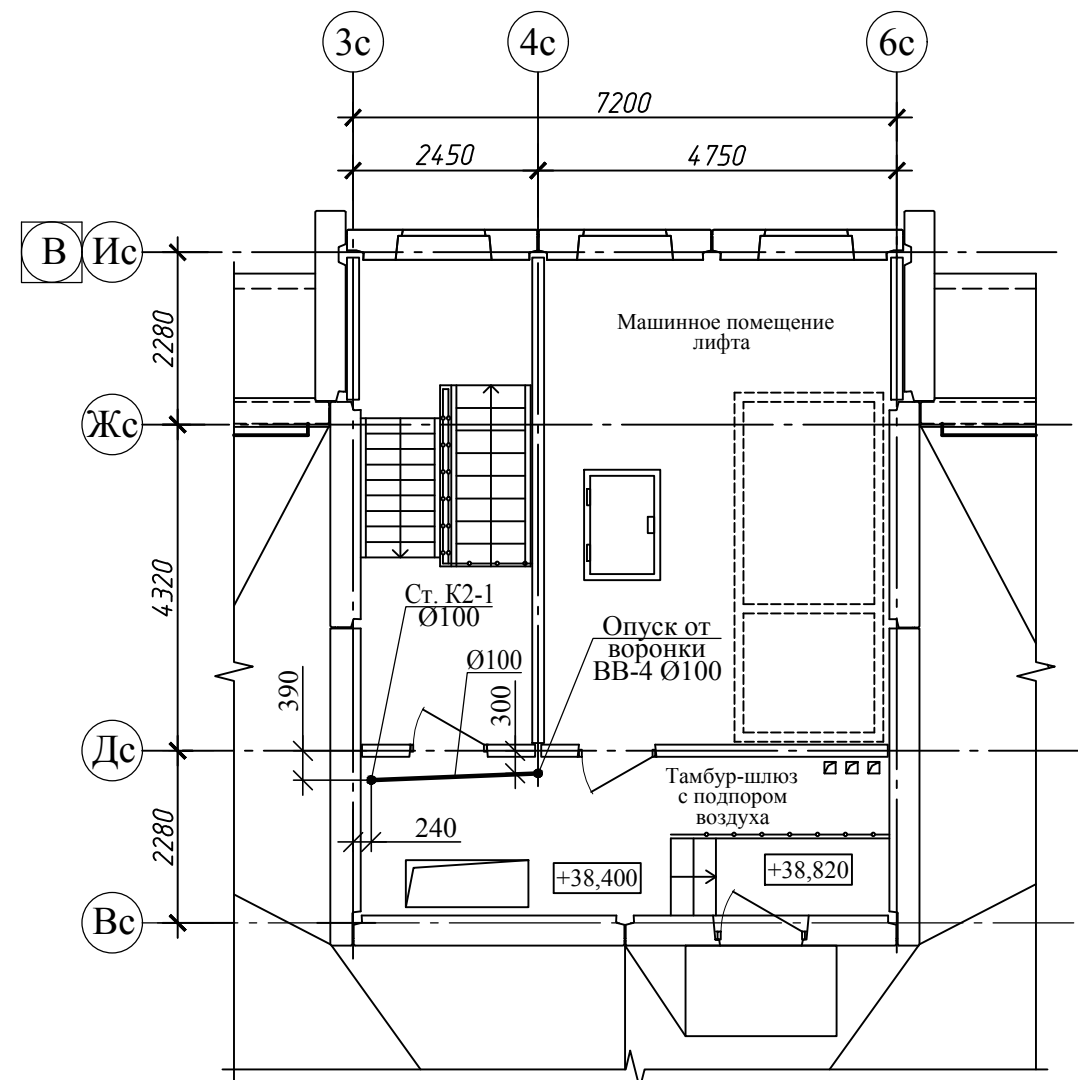 3с
4с
6с
7200
2450
4750
В
Ис
2280
Машинное помещение
лифта
Жс
4320
Ст. К2-1
Ø100
Опуск от
воронки
ВВ-4 Ø100
Ø100
390
300
Дс
Тамбур-шлюз
с подпором
воздуха
2280
240
+38,400
+38,820
Вс